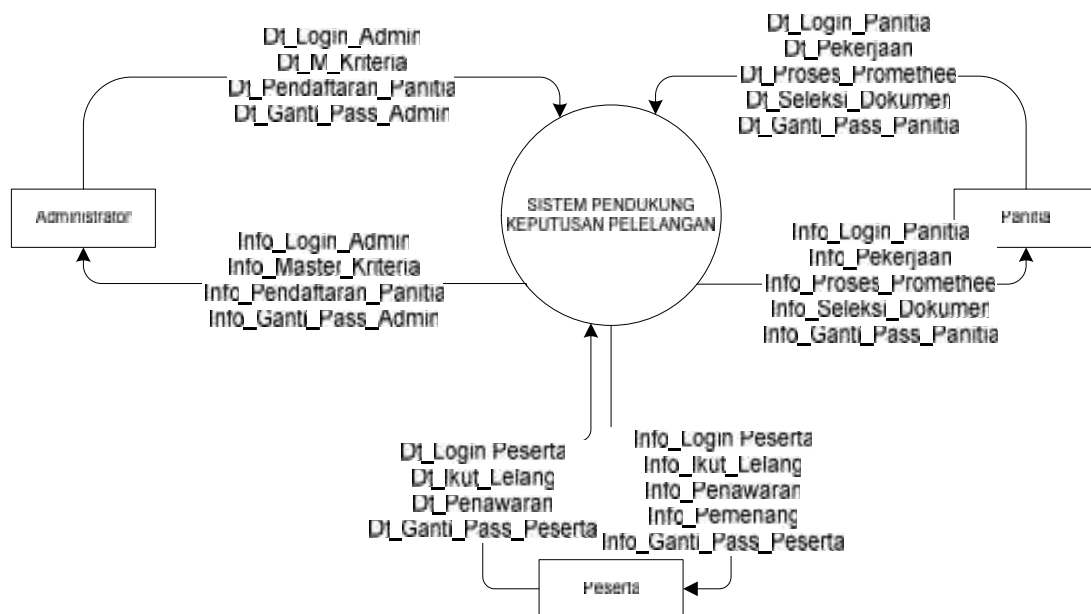 Dt_Login_Admin
Dt_M_Kriteria
Dt_Pendaftaran_Panitia
Dt_Ganti_Pass_Admin
Dt_Login_Panitia
Dt_Pekerjaan
Dt_Proses_Promethee
Dt_Seleksi_Dokumen
Dt_Ganti_Pass_Panitia
Administrator
SISTEM PENDUKUNG
KEPUTUSAN PELELANGAN
Panitia
Info_Login_Admin
Info_Master_Kriteria
Info_Pendaftaran_Panitia
Info_Ganti_Pass_Admin
Info_Login_Panitia
Info_Pekerjaan
Info_Proses_Promethee
Info_Seleksi_Dokumen
Info_Ganti_Pass_Panitia
Dt_Login Peserta
Dt_Ikut_Lelang
Dt_Penawaran
Dt_Ganti_Pass_Peserta
Info_Login Peserta
Info_Ikut_Lelang
Info_Penawaran
Info_Pemenang
Info_Ganti_Pass_Peserta
Peserta